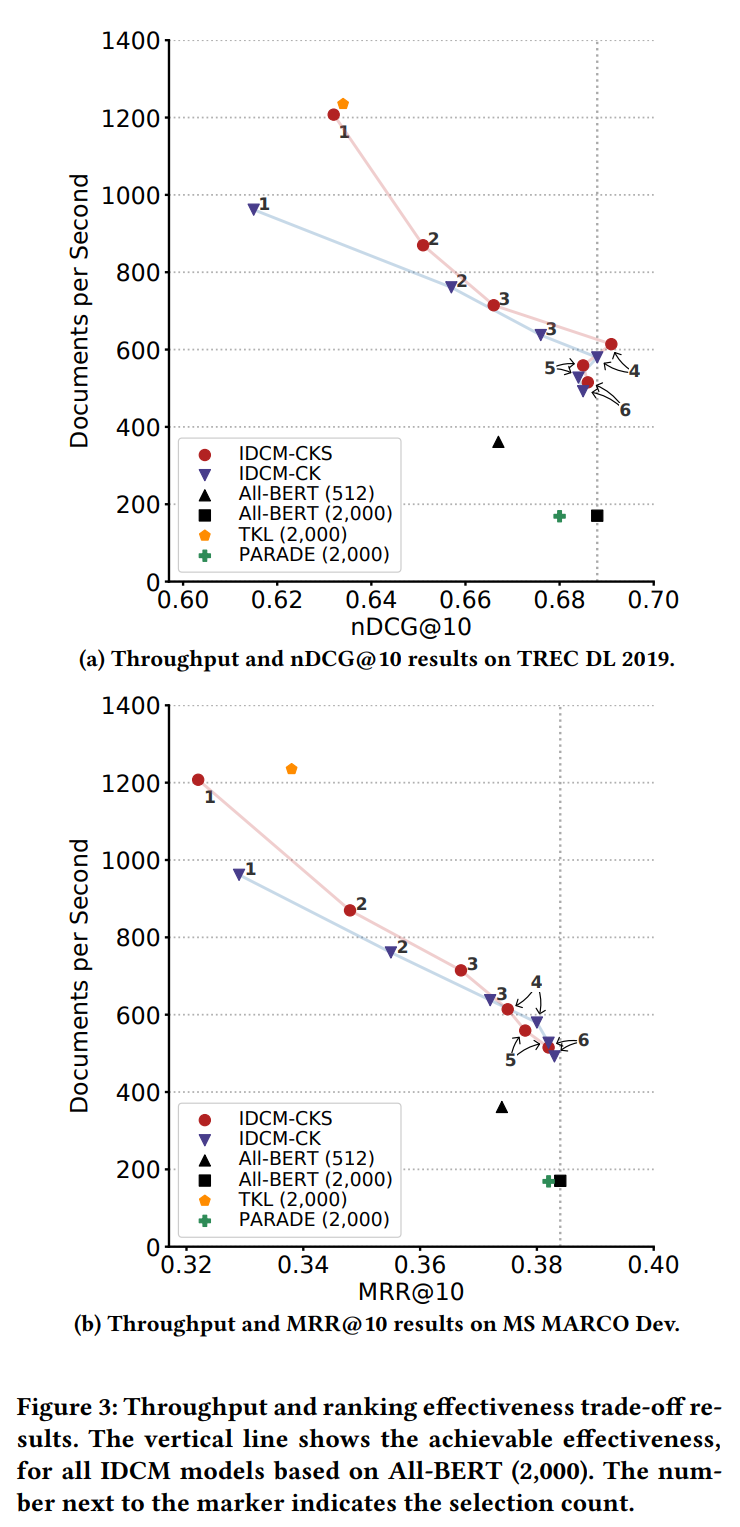 1400
1200
1000
800
600
400
200
0
Documents per Second
1
1
2
2
3
3
5
4
6
IDCM-CKS
IDCM-CK
All-BERT (512)
All-BERT (2,000)
TKL (2,000)
PARADE (2,000)
0.60 0.62 0.64 0.66 0.68 0.70
nDCG@10
(a) Throughput and nDCG@10 results on TREC DL 2019.
1400
1200
1000
800
600
400
200
0
Documents per Second
1
1
2
2
3
3
4
5
6
IDCM-CKS
IDCM-CK
All-BERT (512)
All-BERT (2,000)
TKL (2,000)
PARADE (2,000)
0.32 0.34 0.36 0.38 0.40
MRR@10
(b) Throughput and MRR@10 results on MS MARCO Dev.
Figure 3: Throughput and ranking effectiveness trade-off re-
sults. The vertical line shows the achievable effectiveness,
for all IDCM models based on All-BERT (2,000). The num-
ber next to the marker indicates the selection count.